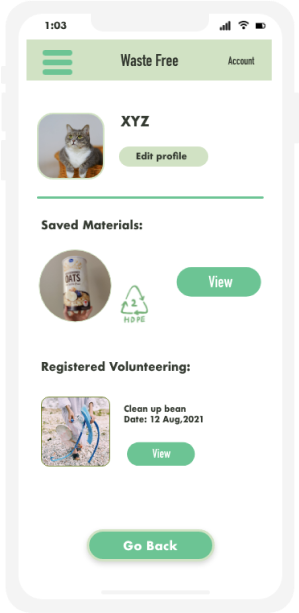 1:03
Waste Free
Account
XYZ
Edit profile
Saved Materials:
OATS
2
HDPE
View
Registered Volunteering:
Clean up bean
Date: 12 Aug,2021
View
Go Back